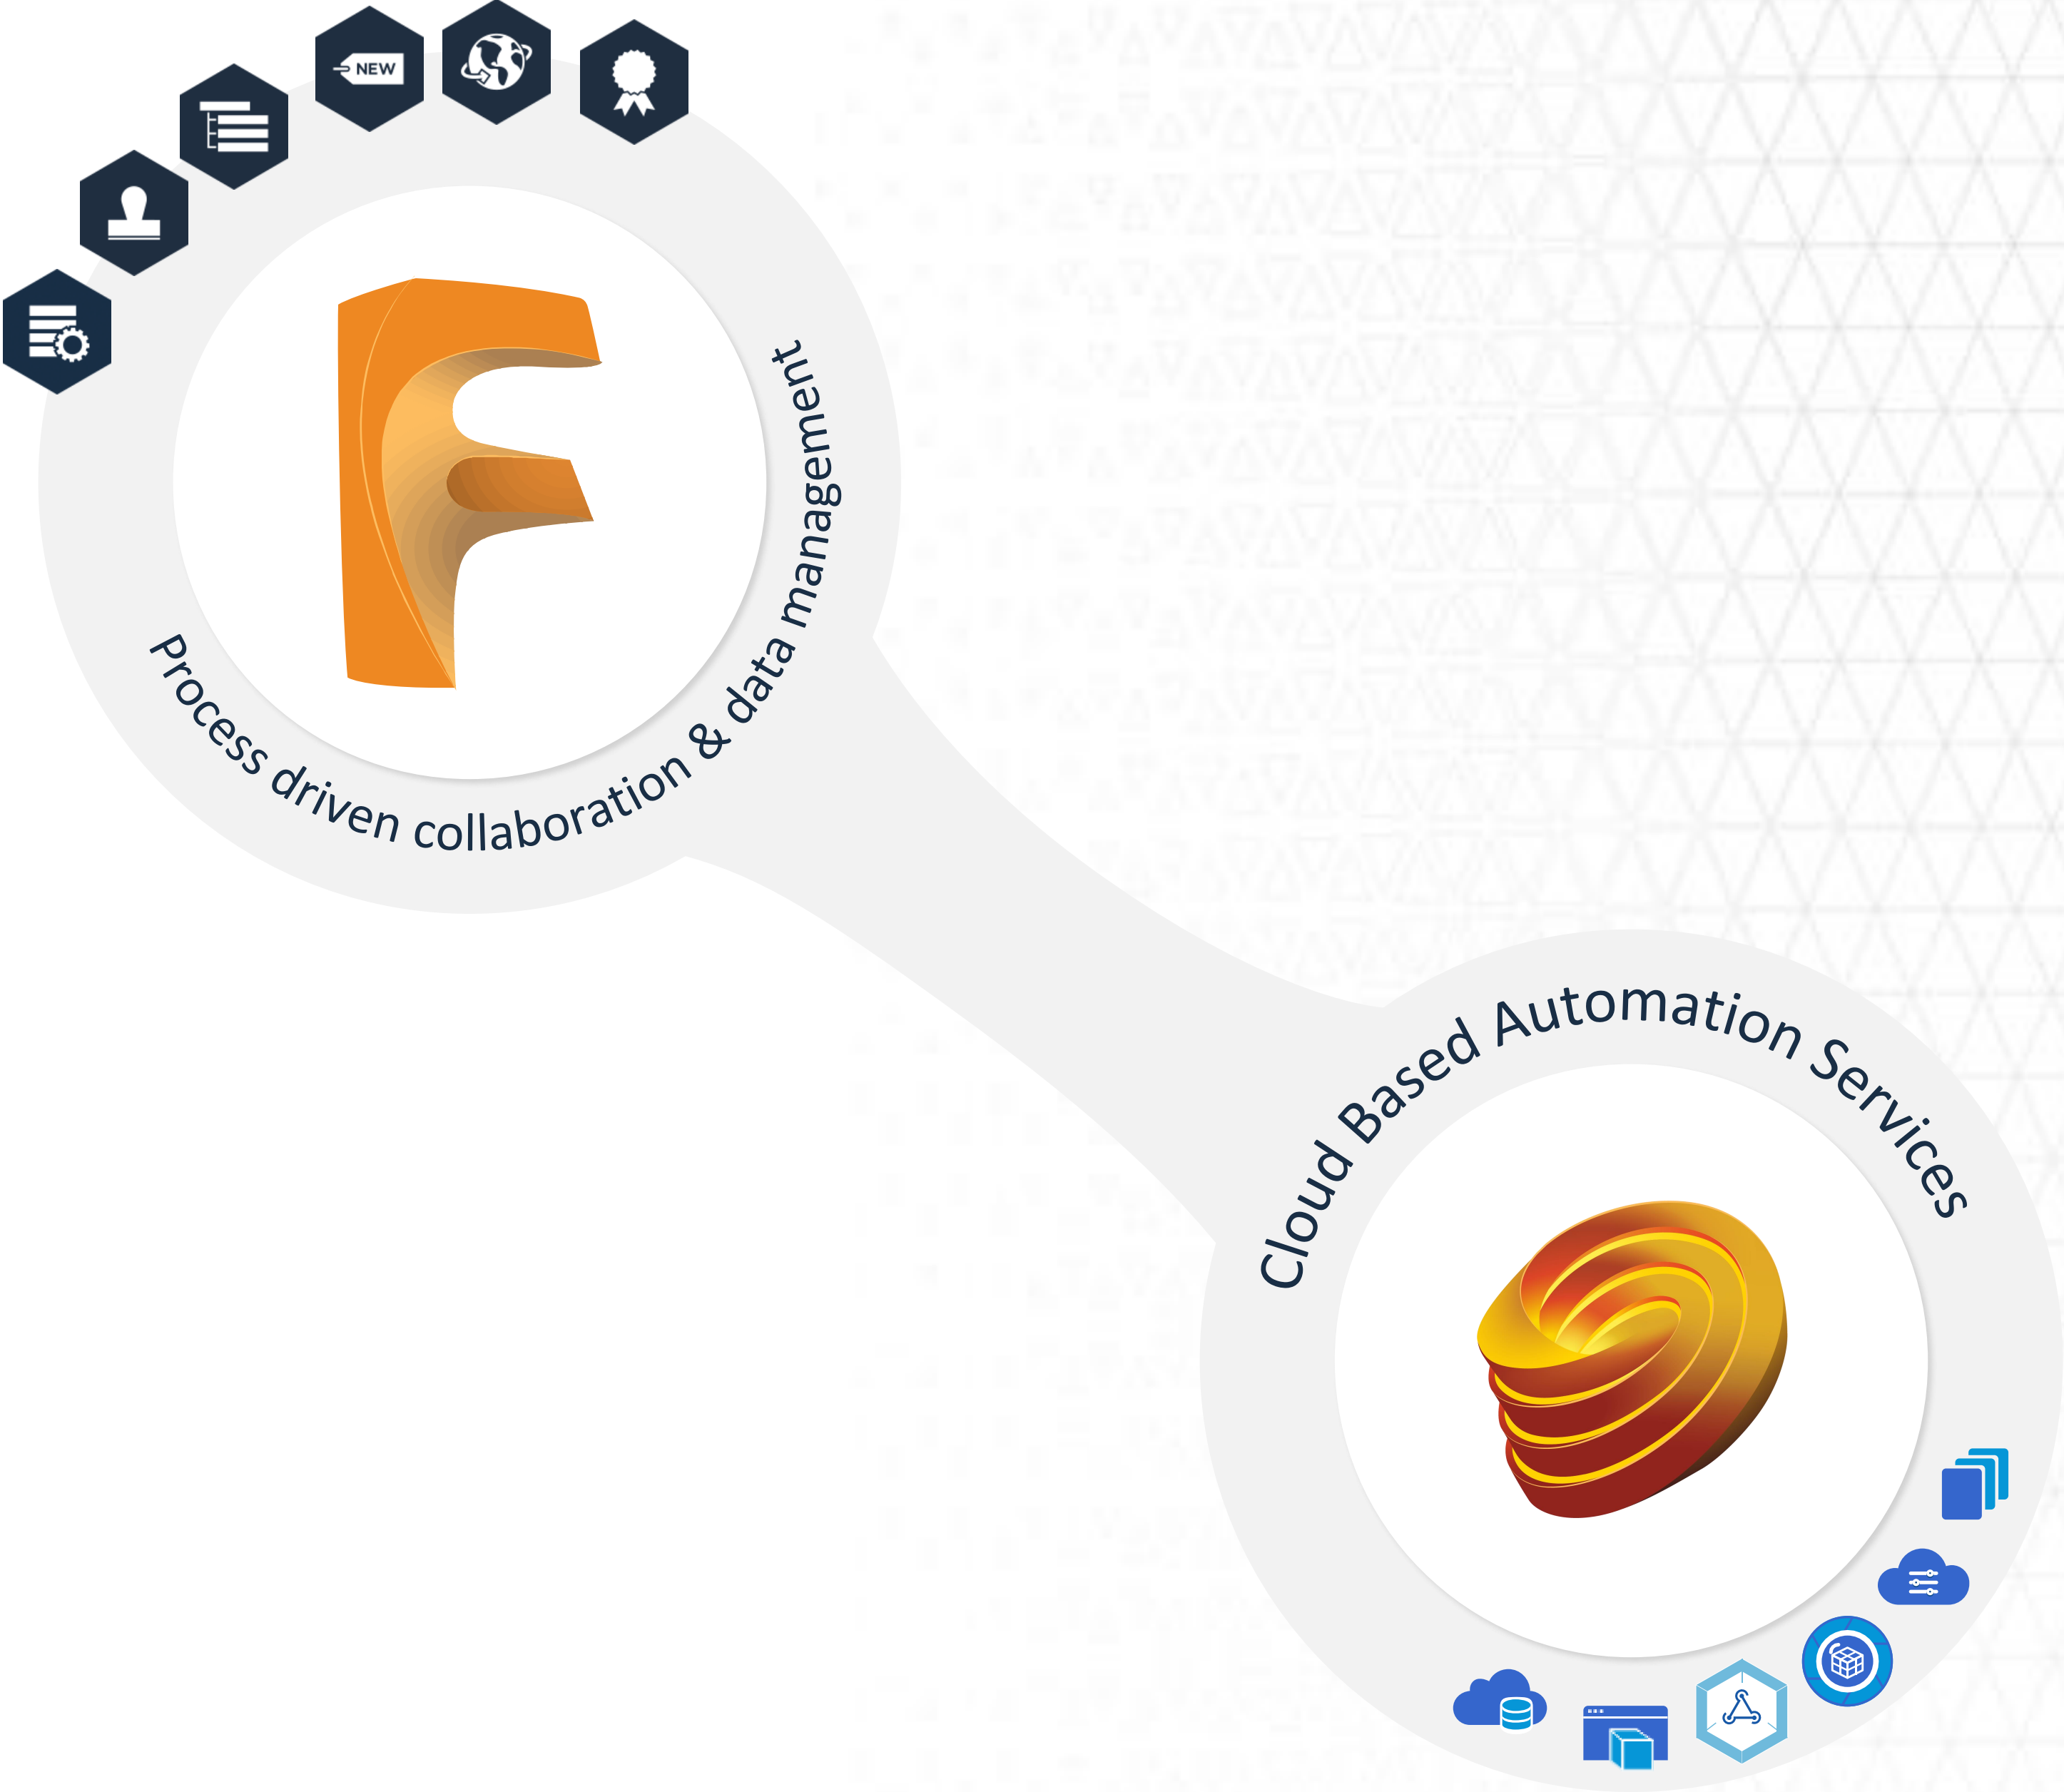 NEW
Process driven collaboration & data management
Cloud Based Automation Services